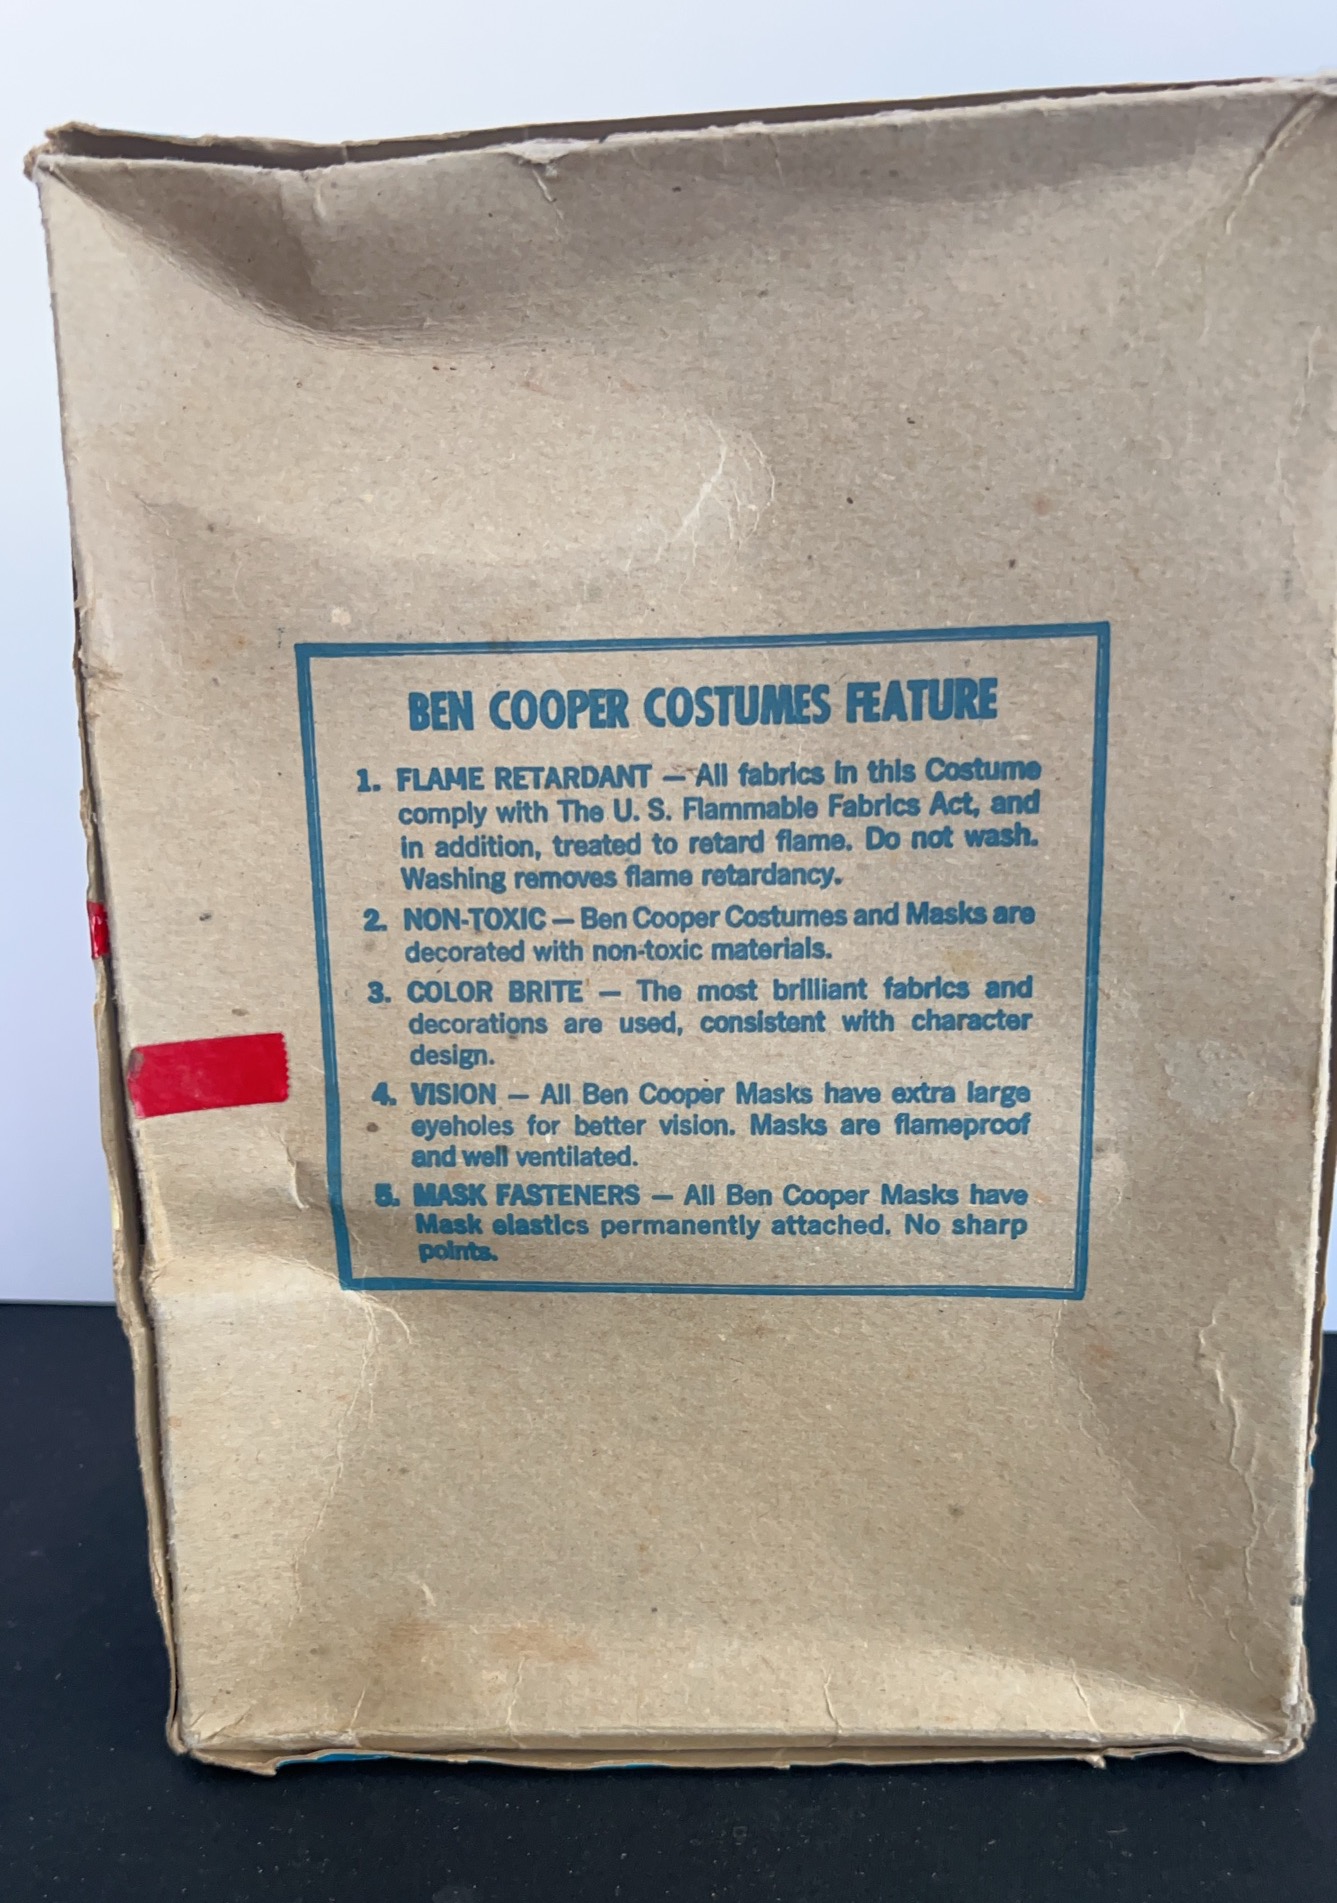 BEN COOPER COSTUMES FEATURE
1. FLAME RETARDANT — All fabrics in this Costume
comply with The U. S. Flammable Fabrics Act, and
in addition, treated to retard flame. Do not wash.
Washing removes flame retardancy.
2. NON-TOXIC — Ben Cooper Costumes and Masks are
decorated with non-toxic materials.
3. COLOR BRITE — The most brilliant fabrics and
decorations are used, consistent with character
design.
4. VISION — All Ben Cooper Masks have extra large
eyeholes for better vision. Masks are flameproof
and well ventilated.
5. MASK FASTENERS — All Ben Cooper Masks have
Mask elastics permanently attached. No sharp
points.